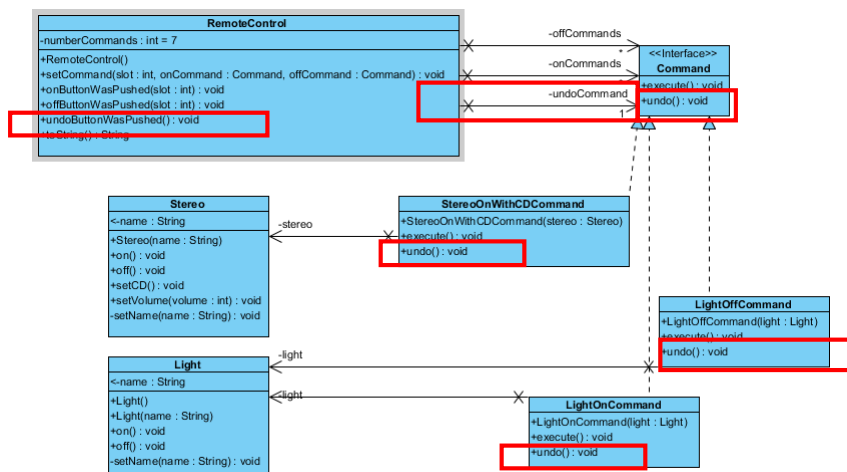 RemoteControl
-numberCommands : int = 7
+RemoteControl()
+setCommand(slot : int, onCommand : Command, offCommand : Command) : void
+onButtonWasPushed(slot : int) : void
+offButtonWasPushed(slot : int) : void
+undoButtonWasPushed() : void
+toString() : String
-offCommands
*
-onCommands
-undoCommand
1
<<Interface>>
Command
+execute() : void
+undo() : void
Stereo
<-name : String
+Stereo(name : String)
+on() : void
+off() : void
+setCD() : void
+setVolume(volume : int) : void
-setName(name : String) : void
-stereo
StereoOnWithCDCommand
+StereoOnWithCDCommand(stereo : Stereo)
+execute() : void
+undo() : void
LightOffCommand
+LightOffCommand(light : Light)
+execute() : void
+undo() : void
-light
Light
<-name : String
+Light()
+Light(name : String)
+on() : void
+off() : void
-setName(name : String) : void
-light
LightOnCommand
+LightOnCommand(light : Light)
+execute() : void
+undo() : void